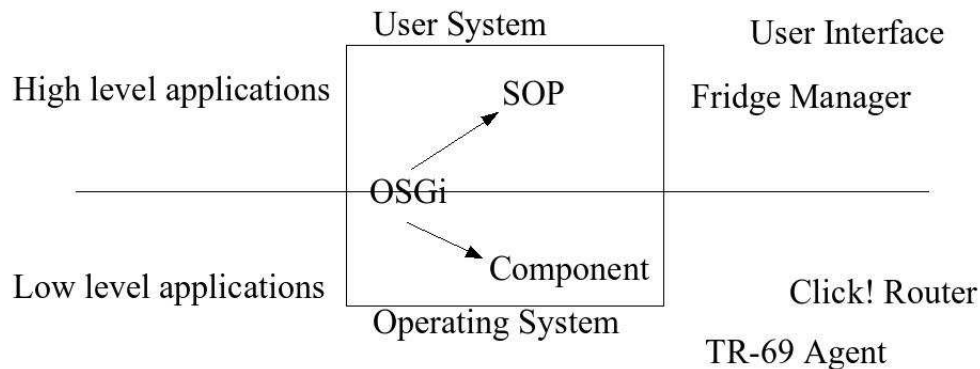 User System
User Interface
High level applications
SOP
Fridge Manager
OSGi
Component
Low level applications
Click! Router
Operating System
TR-69 Agent